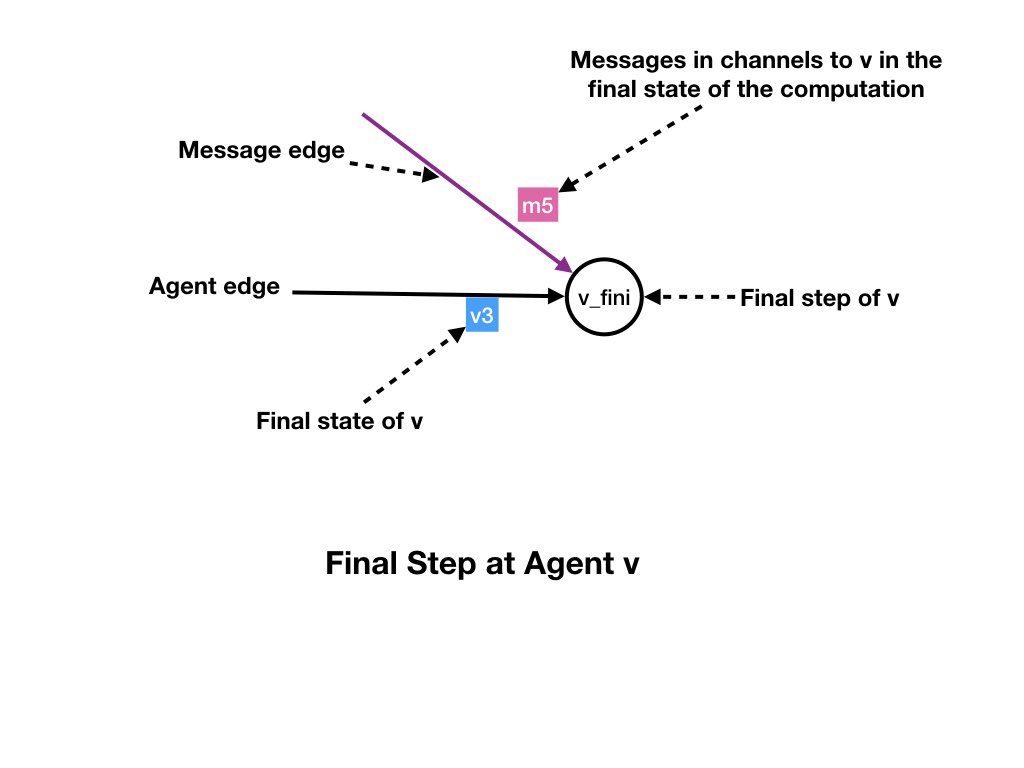 Messages in channels to v in the
final state of the computation
Message edge
m5
Agent edge
v_fini
Final step of v
v3
Final state of v
Final Step at Agent v